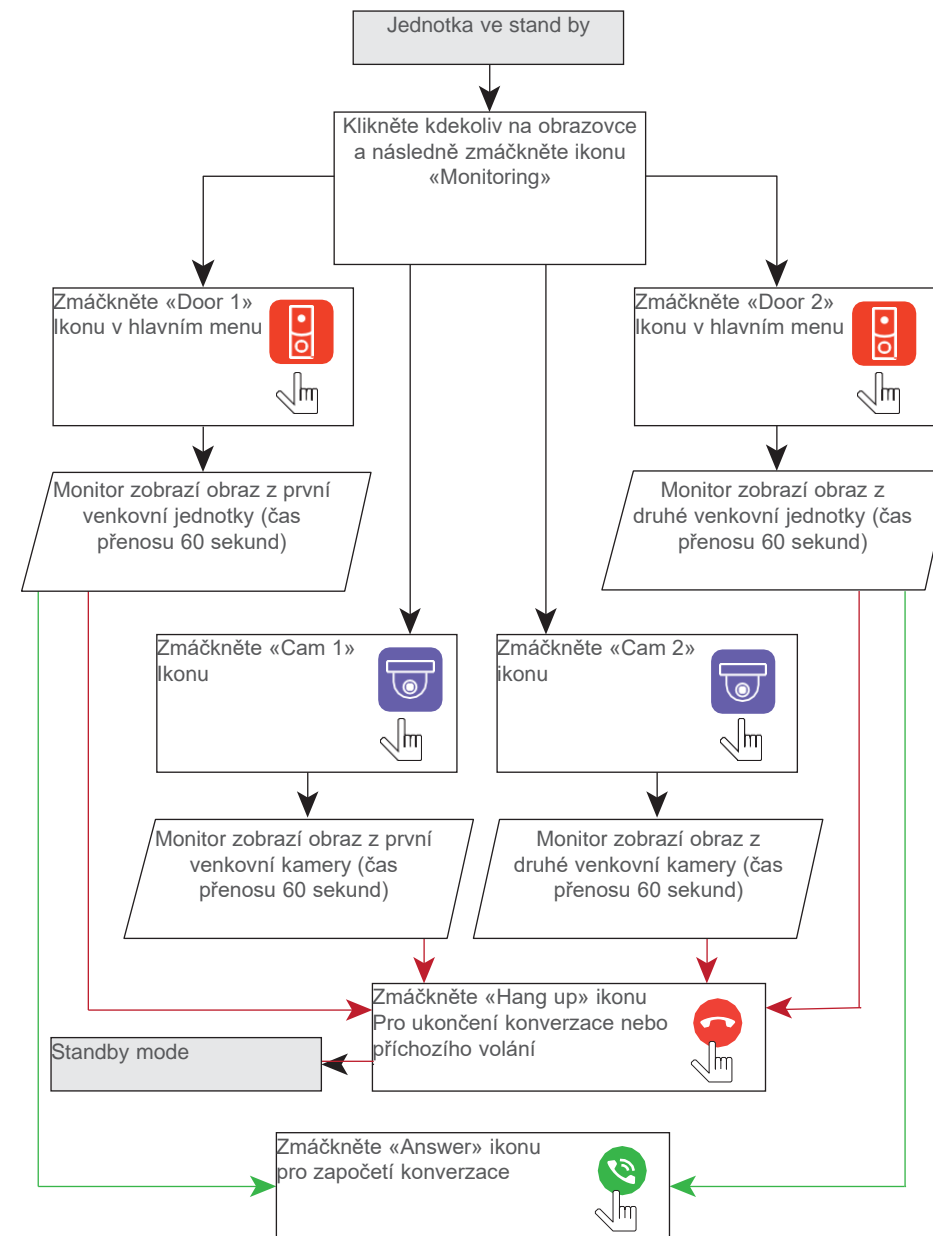 Jednotka ve stand by
Klikněte kdekoliv na obrazovce
a následně zmáčkněte ikonu
«Monitoring»
Zmáčkněte «Door 1»
Ikonu v hlavním menu
Zmáčkněte «Door 2»
Ikonu v hlavním menu
Monitor zobrazí obraz z první
venkovní jednotky (čas
přenosu 60 sekund)
Monitor zobrazí obraz z
druhé venkovní jednotky (čas
přenosu 60 sekund)
Zmáčkněte «Cam 1»
Ikonu
Zmáčkněte «Cam 2»
ikonu
Monitor zobrazí obraz z první
venkovní kamery (čas
přenosu 60 sekund)
Monitor zobrazí obraz z
druhé venkovní kamery (čas
přenosu 60 sekund)
Zmáčkněte «Hang up» ikonu
Pro ukončení konverzace nebo
příchozího volání
Standby mode
Zmáčkněte «Answer» ikonu
pro započetí konverzace